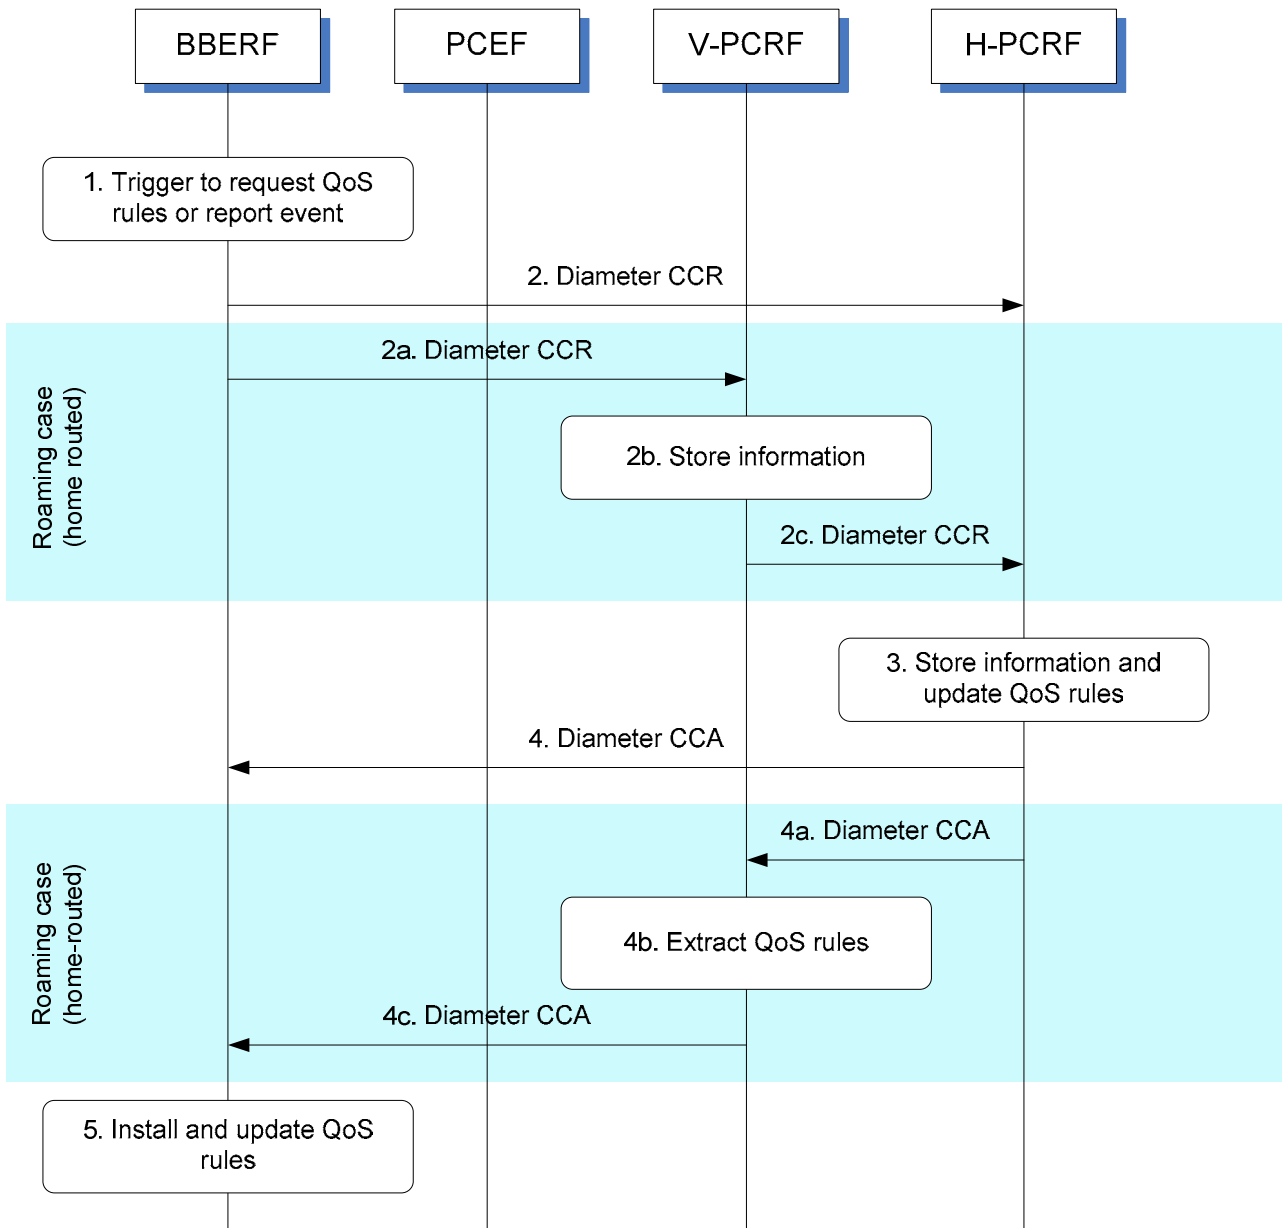 BBERF
PCEF
V-PCRF
H-PCRF
1. Trigger to request QoS
rules or report event
2. Diameter CCR
2a. Diameter CCR
Roaming case
(home routed)
2b. Store information
2c. Diameter CCR
3. Store information and
update QoS rules
4. Diameter CCA
4a. Diameter CCA
Roaming case
(home-routed)
4b. Extract QoS rules
4c. Diameter CCA
5. Install and update QoS
rules